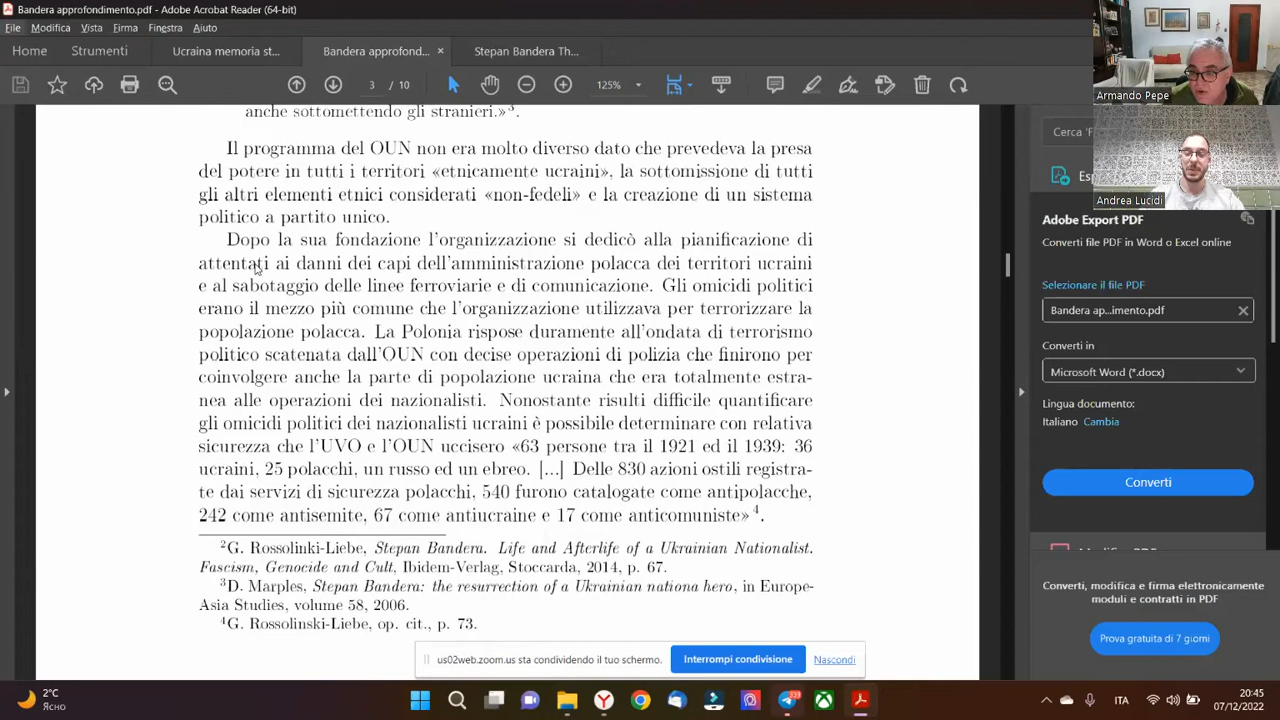 Bandera approfondimento.pdf - Adobe Acrobat Reader (64-bit)
File Modifica Vista Firma Finestra Aiuto
Home Strumenti Ucraina memoria st... Bandera approfond... × Stepan Bandera Th...
3 / 10 125%
Armando Pepe
Andrea Lucidi
anche sottomettendo gli stranieri.»3.
Il programma del OUN non era molto diverso dato che prevedeva la presa
del potere in tutti i territori «etnicamente ucraini», la sottomissione di tutti
gli altri elementi etnici considerati «non-fedeli» e la creazione di un sistema
politico a partito unico.
Dopo la sua fondazione l'organizzazione si dedicò alla pianificazione di
attentati ai danni dei capi dell'amministrazione polacca dei territori ucraini
e al sabotaggio delle linee ferroviarie e di comunicazione. Gli omicidi politici
erano il mezzo più comune che l'organizzazione utilizzava per terrorizzare la
popolazione polacca. La Polonia rispose duramente all'ondata di terrorismo
politico scatenata dall'OUN con decise operazioni di polizia che finirono per
coinvolgere anche la parte di popolazione ucraina che era totalmente estra-
nea alle operazioni dei nazionalisti. Nonostante risulti difficile quantificare
gli omicidi politici dei nazionalisti ucraini è possibile determinare con relativa
sicurezza che l'UVO e l'OUN uccisero «63 persone tra il 1921 ed il 1939: 36
ucraini, 25 polacchi, un russo ed un ebreo. [...] Delle 830 azioni ostili registra-
te dai servizi di sicurezza polacchi, 540 furono catalogate come antipolacche,
242 come antisemite, 67 come antiucraine e 17 come anticomuniste» 4.
2G. Rossolinki-Liebe, Stepan Bandera. Life and Afterlife of a Ukrainian Nationalist.
Fascism, Genocide and Cult, Ibidem-Verlag, Stoccarda, 2014, p. 67.
3D. Marples, Stepan Bandera: the resurrection of a Ukrainian nationa hero, in Europe-
Asia Studies, volume 58, 2006.
4G. Rossolinski-Liebe, op. cit., p. 73.
Cerca 'F
Esp
Adobe Export PDF
Converti file PDF in Word o Excel online
Selezionare il file PDF
Bandera ap...imento.pdf
Converti in
Microsoft Word (*.docx)
Lingua documento:
Italiano Cambia
Converti
Converti, modifica e firma elettronicamente
moduli e contratti in PDF
Prova gratuita di 7 giorni
us02web.zoom.us sta condividendo il tuo schermo. Interrompi condivisione Nascondi
2°C
Ясно
ITA
20:45
07/12/2022